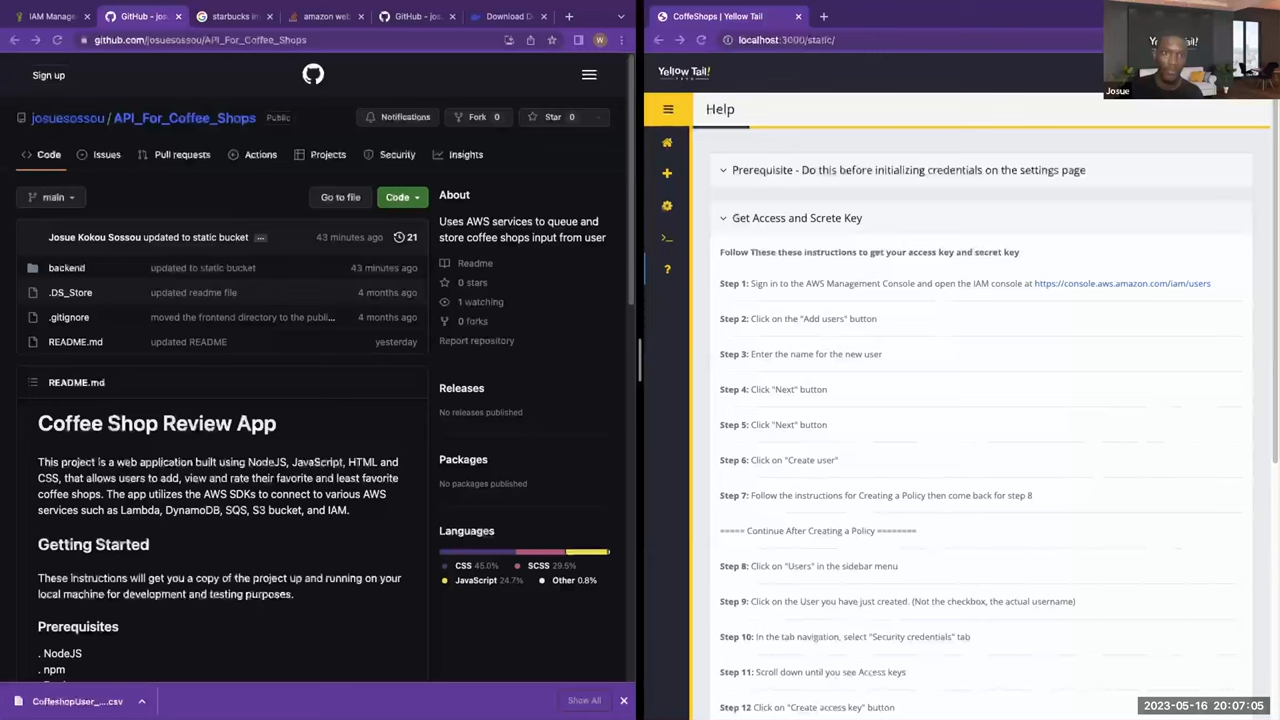 IAM Manage
GitHub - jos
starbucks in
amazon web
GitHub - jos
Download D
github.com/josuesossou/API_For_Coffee_Shops
W
Sign up
josuesossou / API_For_Coffee_Shops
Public
Notifications
Fork 0
Star 0
Code
Issues
Pull requests
Actions
Projects
Security
Insights
main
Go to file
Code
Josue Kokou Sossou updated to static bucket
43 minutes ago
21
backend
updated to static bucket
43 minutes ago
.DS_Store
updated readme file
4 months ago
.gitignore
moved the frontend directory to the publi...
4 months ago
README.md
updated README
yesterday
README.md
Coffee Shop Review App
This project is a web application built using NodeJS, JavaScript, HTML and
CSS, that allows users to add, view and rate their favorite and least favorite
coffee shops. The app utilizes the AWS SDKs to connect to various AWS
services such as Lambda, DynamoDB, SQS, S3 bucket, and IAM.
Getting Started
These instructions will get you a copy of the project up and running on your
local machine for development and testing purposes.
Prerequisites
. NodeJS
. npm
About
Uses AWS services to queue and
store coffee shops input from user
Readme
0 stars
1 watching
0 forks
Report repository
Releases
No releases published
Packages
No packages published
Languages
CSS 45.0%
SCSS 29.5%
JavaScript 24.7%
Other 0.8%
CoffeshopUser_....csv
Show All
CoffeShops | Yellow Tail
localhost:3000/static/
Yellow Tail!
Help
Prerequisite - Do this before initializing credentials on the settings page
Get Access and Screte Key
Follow These these instructions to get your access key and secret key
Step 1: Sign in to the AWS Management Console and open the IAM console at https://console.aws.amazon.com/iam/users
Step 2: Click on the "Add users" button
Step 3: Enter the name for the new user
Step 4: Click "Next" button
Step 5: Click "Next" button
Step 6: Click on "Create user"
Step 7: Follow the instructions for Creating a Policy then come back for step 8
===== Continue After Creating a Policy ========
Step 8: Click on "Users" in the sidebar menu
Step 9: Click on the User you have just created. (Not the checkbox, the actual username)
Step 10: In the tab navigation, select "Security credentials" tab
Step 11: Scroll down until you see Access keys
Step 12 Click on "Create access key" button
Yellow Tail!
Josue
2023-05-16 20:07:05